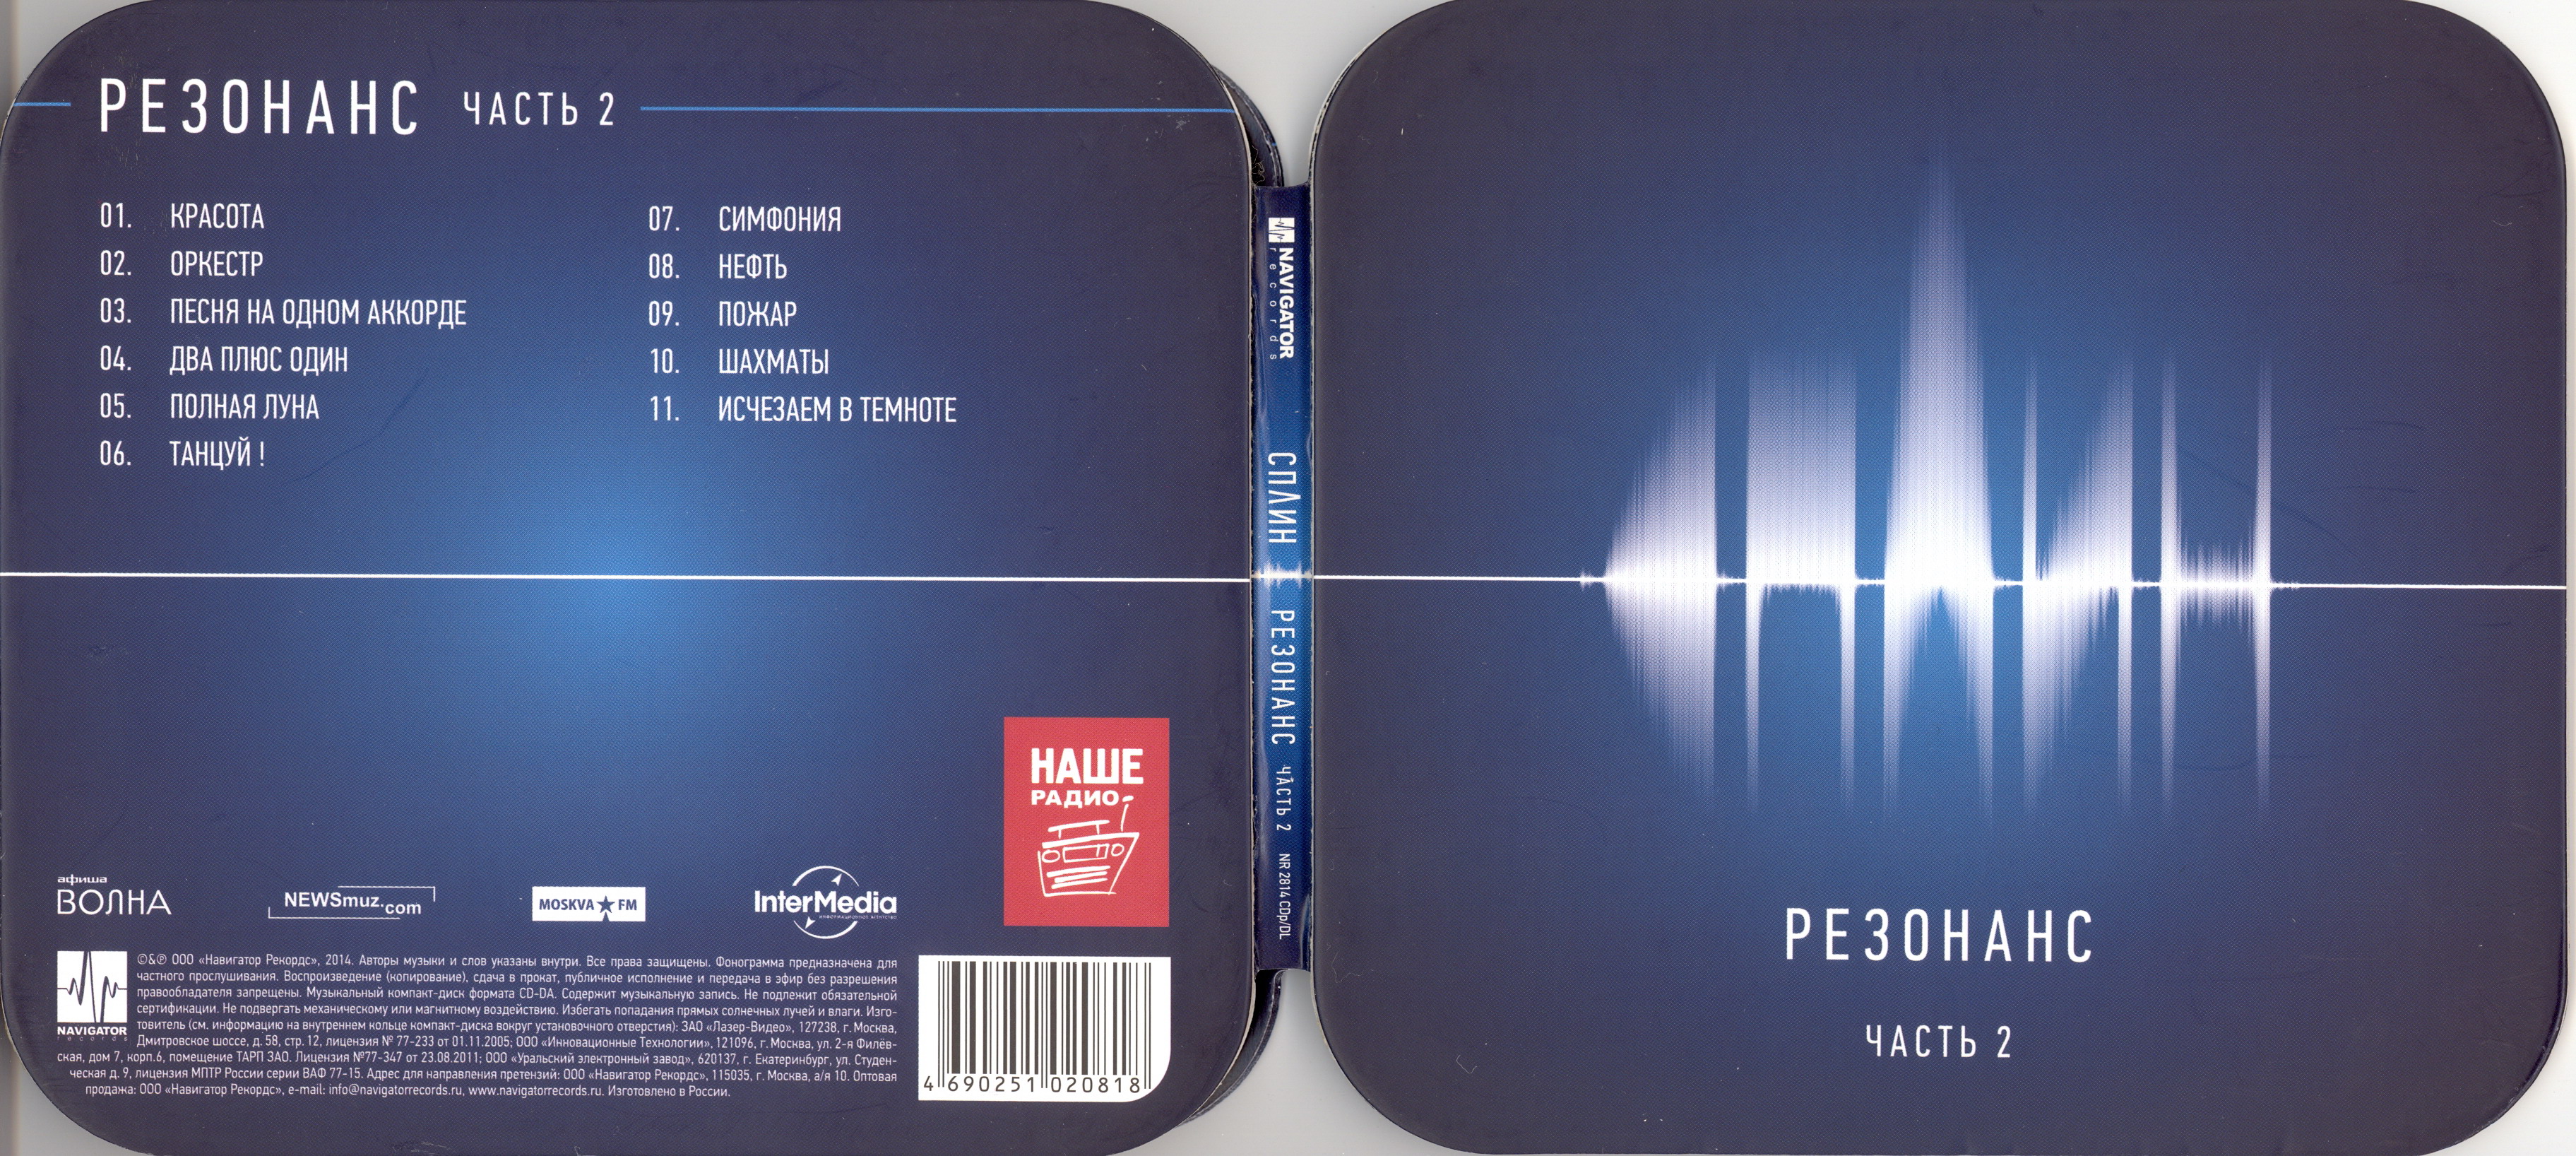 РЕЗОНАНС ЧАСТЬ 2
01. КРАСОТА
02. ОРКЕСТР
03. ПЕСНЯ НА ОДНОМ АККОРДЕ
04. ДВА ПЛЮС ОДИН
05. ПОЛНАЯ ЛУНА
06. ТАНЦУЙ !
07. СИМФОНИЯ
08. НЕФТЬ
09. ПОЖАР
10. ШАХМАТЫ
11. ИСЧЕЗАЕМ В ТЕМНОТЕ
НАШЕ
РАДИО
афиша
ВОЛНА
NEWSmuz.com
MOSKVA FM
InterMedia
ИНФОРМАЦИОННОЕ АГЕНТСТВО
NAVIGATOR
records
©&℗ ООО «Навигатор Рекордс», 2014. Авторы музыки и слов указаны внутри. Все права защищены. Фонограмма предназначена для
частного прослушивания. Воспроизведение (копирование), сдача в прокат, публичное исполнение и передача в эфир без разрешения
правообладателя запрещены. Музыкальный компакт-диск формата CD-DA. Содержит музыкальную запись. Не подлежит обязательной
сертификации. Не подвергать механическому или магнитному воздействию. Избегать попадания прямых солнечных лучей и влаги. Изго-
товитель (см. информацию на внутреннем кольце компакт-диска вокруг установочного отверстия): ЗАО «Лазер-Видео», 127238, г. Москва,
Дмитровское шоссе, д. 58, стр. 12, лицензия № 77-233 от 01.11.2005; ООО «Инновационные Технологии», 121096, г. Москва, ул. 2-я Филёв-
ская, дом 7, корп.6, помещение ТАРП ЗАО. Лицензия №77-347 от 23.08.2011; ООО «Уральский электронный завод», 620137, г. Екатеринбург, ул. Студен-
ческая д. 9, лицензия МПТР России серии ВАФ 77-15. Адрес для направления претензий: ООО «Навигатор Рекордс», 115035, г. Москва, а/я 10. Оптовая
продажа: ООО «Навигатор Рекордс», e-mail: info@navigatorrecords.ru, www.navigatorrecords.ru. Изготовлено в России.
4 690251 020818
NAVIGATOR
records
СПЛИН РЕЗОНАНС ЧАСТЬ 2 NR 2814 CDp/DL
СПЛИН
РЕЗОНАНС
ЧАСТЬ 2